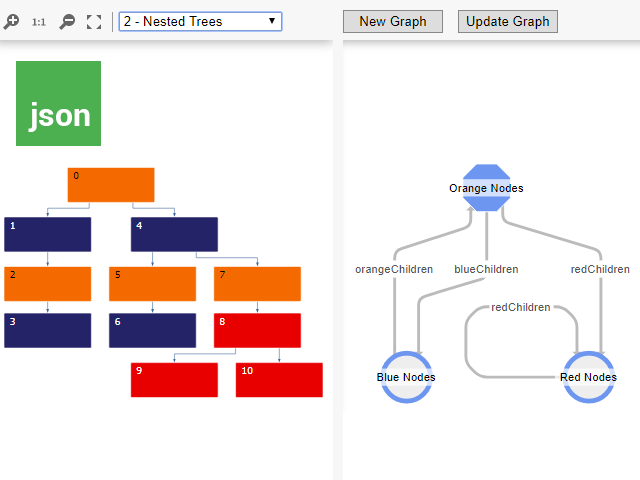 1:1
2 - Nested Trees
New Graph
Update Graph
json
0
1
4
2
5
7
3
6
8
9
10
Orange Nodes
orangeChildren
blueChildren
redChildren
redChildren
Blue Nodes
Red Nodes